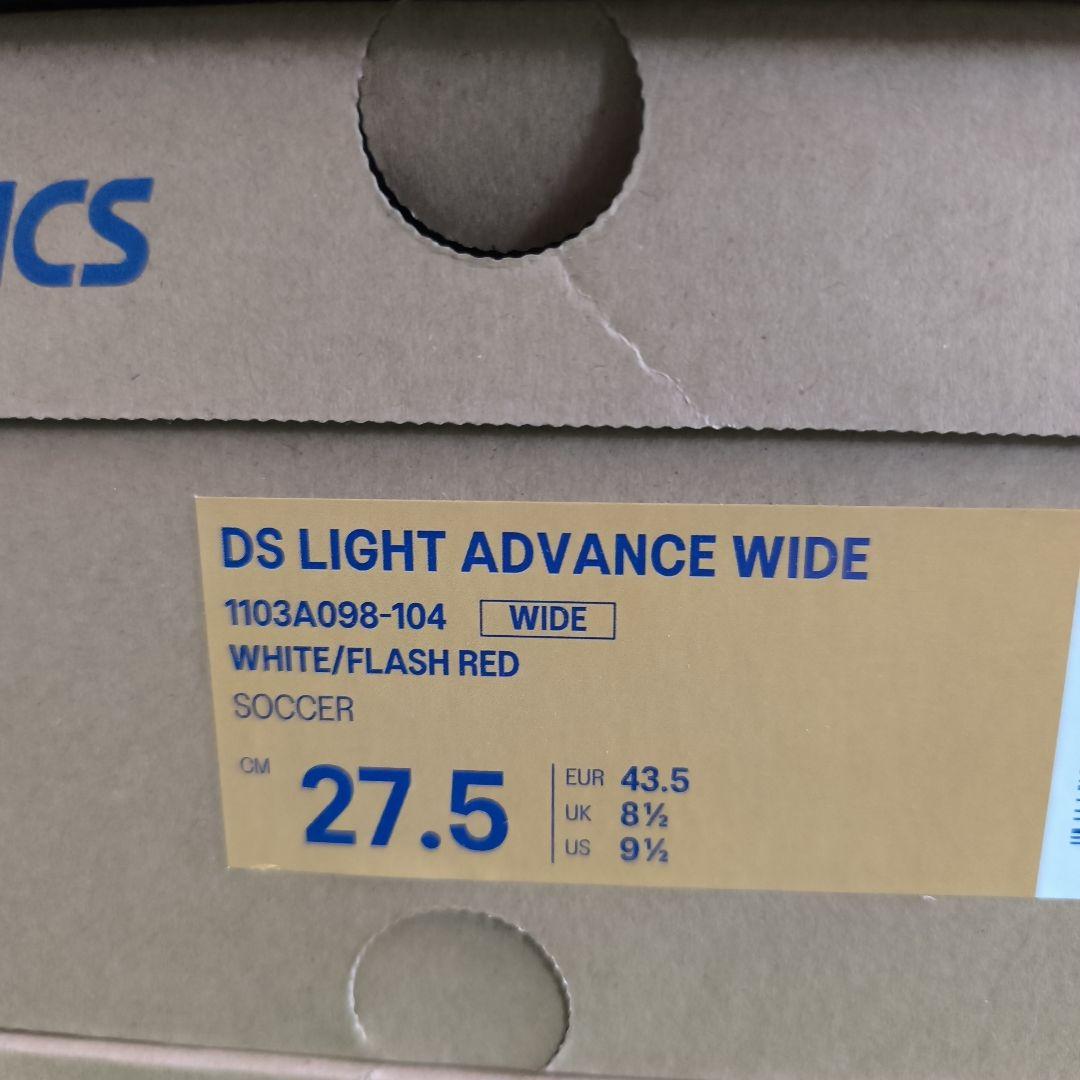 ICS
DS LIGHT ADVANCE WIDE
1103A098-104 WIDE
WHITE/FLASH RED
SOCCER
CM 27.5
EUR 43.5
UK 8½
US 9½